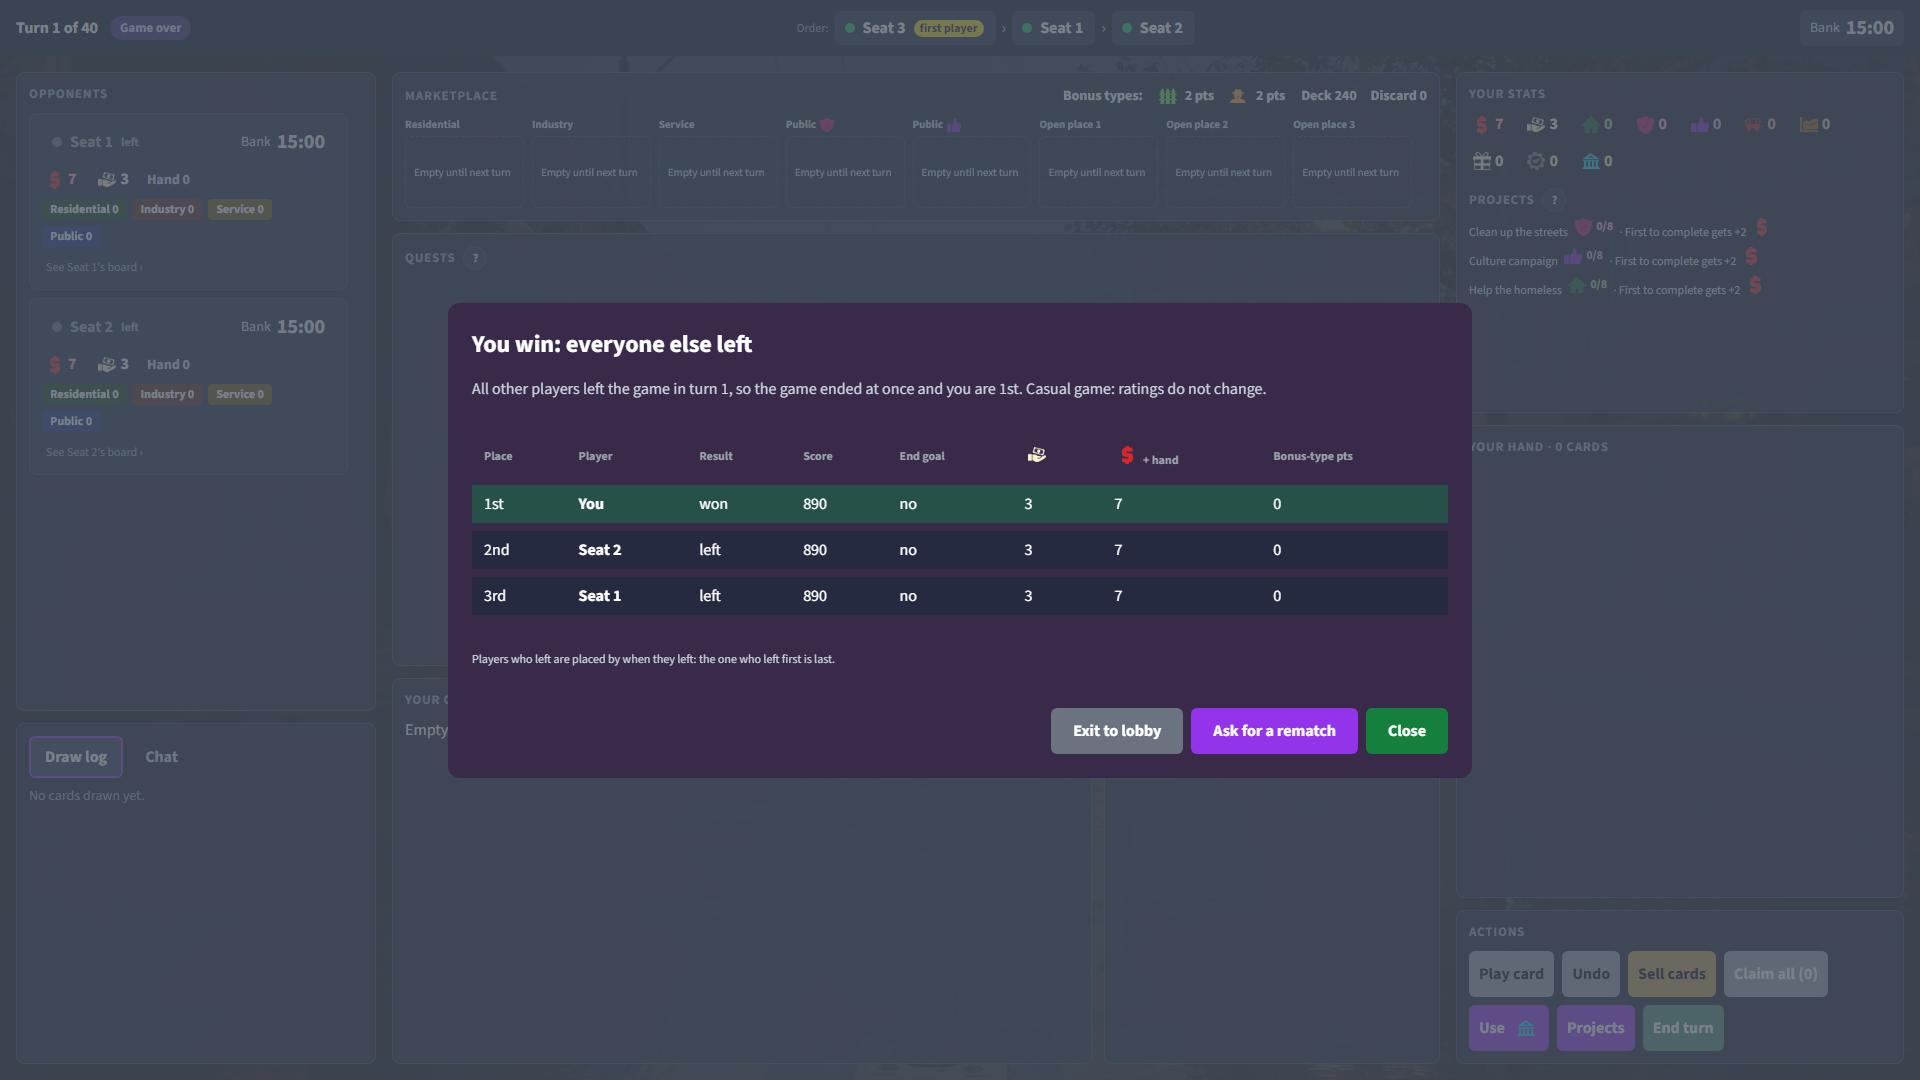 Turn 1 of 40 Game over
Order: Seat 3 first player › Seat 1 › Seat 2
Bank 15:00
OPPONENTS
Seat 1 left Bank 15:00
7 3 Hand 0
Residential 0 Industry 0 Service 0
Public 0
See Seat 1's board ›
Seat 2 left Bank 15:00
7 3 Hand 0
Residential 0 Industry 0 Service 0
Public 0
See Seat 2's board ›
Draw log Chat
No cards drawn yet.
MARKETPLACE
Bonus types: 2 pts 2 pts Deck 240 Discard 0
Residential Industry Service Public Public Open place 1 Open place 2 Open place 3
Empty until next turn Empty until next turn Empty until next turn Empty until next turn Empty until next turn Empty until next turn Empty until next turn Empty until next turn
QUESTS ?
YOUR C
Empty
You win: everyone else left
All other players left the game in turn 1, so the game ended at once and you are 1st. Casual game: ratings do not change.
Place Player Result Score End goal + hand Bonus-type pts
1st You won 890 no 3 7 0
2nd Seat 2 left 890 no 3 7 0
3rd Seat 1 left 890 no 3 7 0
Players who left are placed by when they left: the one who left first is last.
Exit to lobby Ask for a rematch Close
YOUR STATS
7 3 0 0 0 0 0
0 0 0
PROJECTS ?
Clean up the streets 0/8 · First to complete gets +2
Culture campaign 0/8 · First to complete gets +2
Help the homeless 0/8 · First to complete gets +2
YOUR HAND · 0 CARDS
ACTIONS
Play card Undo Sell cards Claim all (0)
Use Projects End turn